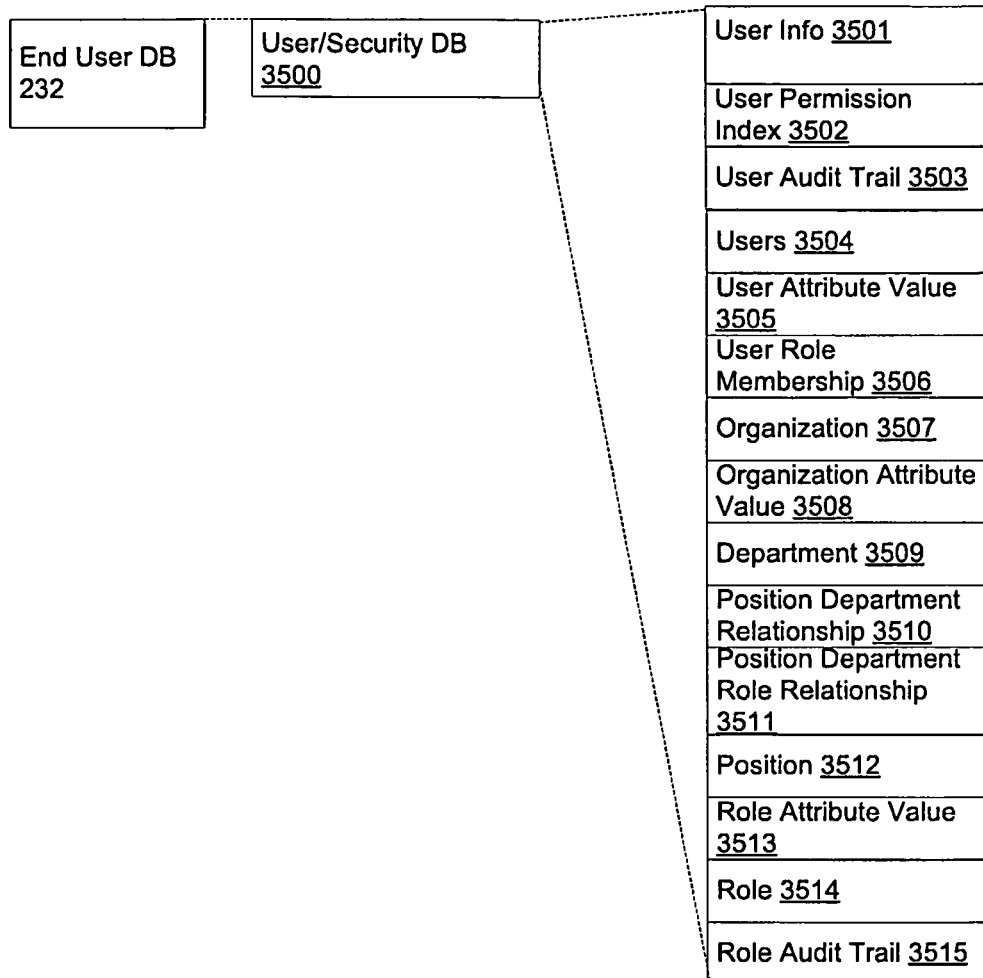 End User DB
232
User/Security DB
3500
User Info 3501
User Permission
Index 3502
User Audit Trail 3503
Users 3504
User Attribute Value
3505
User Role
Membership 3506
Organization 3507
Organization Attribute
Value 3508
Department 3509
Position Department
Relationship 3510
Position Department
Role Relationship
3511
Position 3512
Role Attribute Value
3513
Role 3514
Role Audit Trail 3515